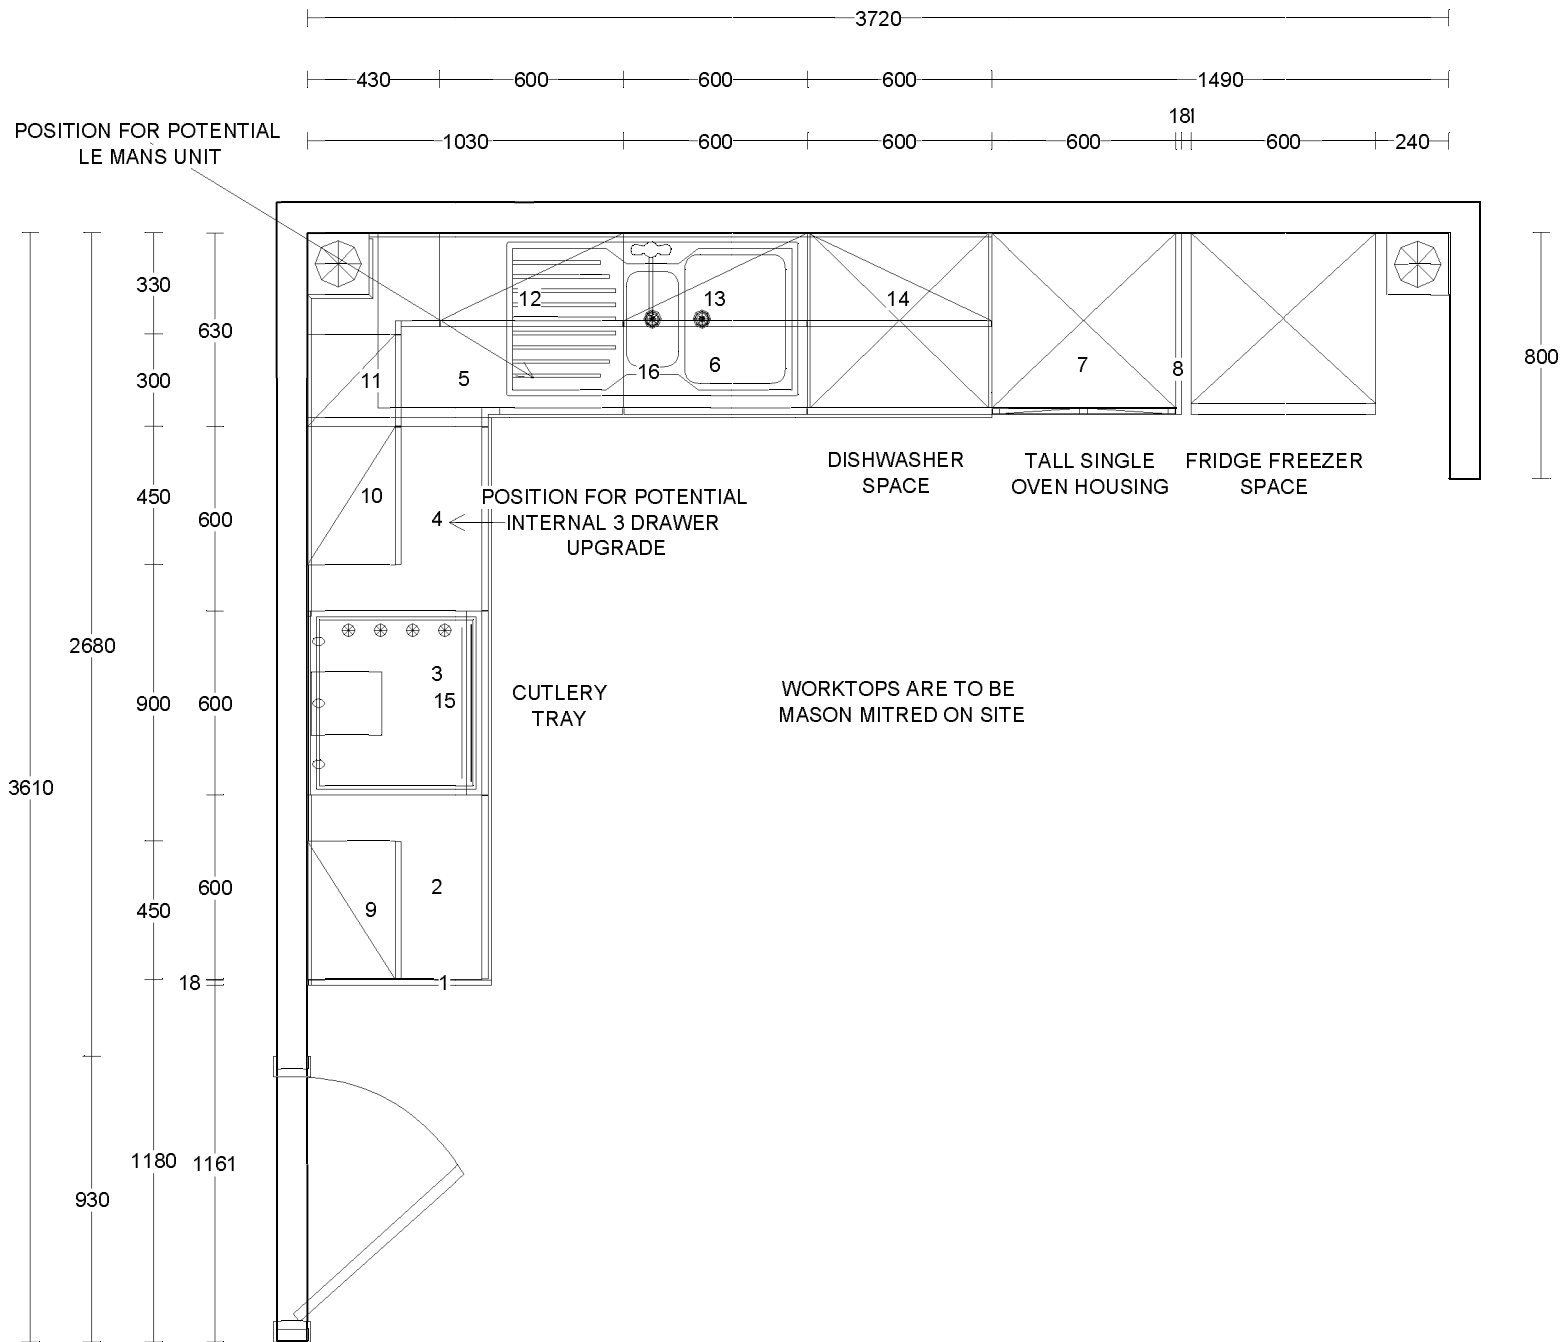 3720
430 600 600 600 1490
18
1030 600 600 600 600 240
POSITION FOR POTENTIAL
LE MANS UNIT
330
630
300
450
600
2680
900
600
3610
600
450
18
1180
1161
930
800
12
13
14
11
5
16
6
7
8
10
4
3
15
2
9
1
DISHWASHER
SPACE
TALL SINGLE
OVEN HOUSING
FRIDGE FREEZER
SPACE
POSITION FOR POTENTIAL
INTERNAL 3 DRAWER
UPGRADE
CUTLERY
TRAY
WORKTOPS ARE TO BE
MASON MITRED ON SITE